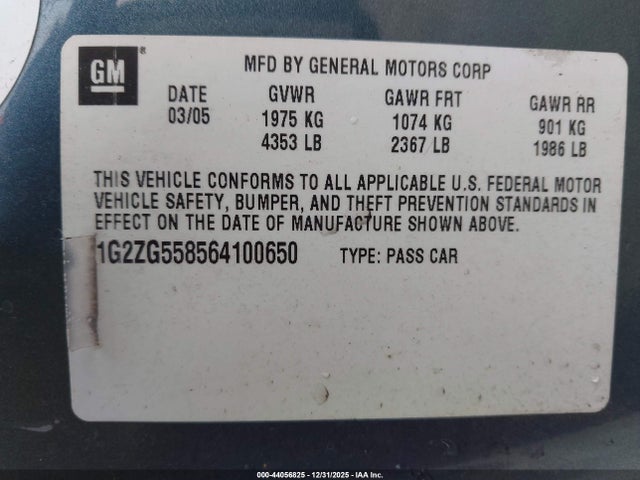 GM ®
MFD BY GENERAL MOTORS CORP
DATE GVWR GAWR FRT GAWR RR
03/05 1975 KG 1074 KG 901 KG
4353 LB 2367 LB 1986 LB
THIS VEHICLE CONFORMS TO ALL APPLICABLE U.S. FEDERAL MOTOR
VEHICLE SAFETY, BUMPER, AND THEFT PREVENTION STANDARDS IN
EFFECT ON THE DATE OF MANUFACTURE SHOWN ABOVE.
1G2ZG558564100650 TYPE: PASS CAR
000-44056825 - 12/31/2025 - IAA Inc.